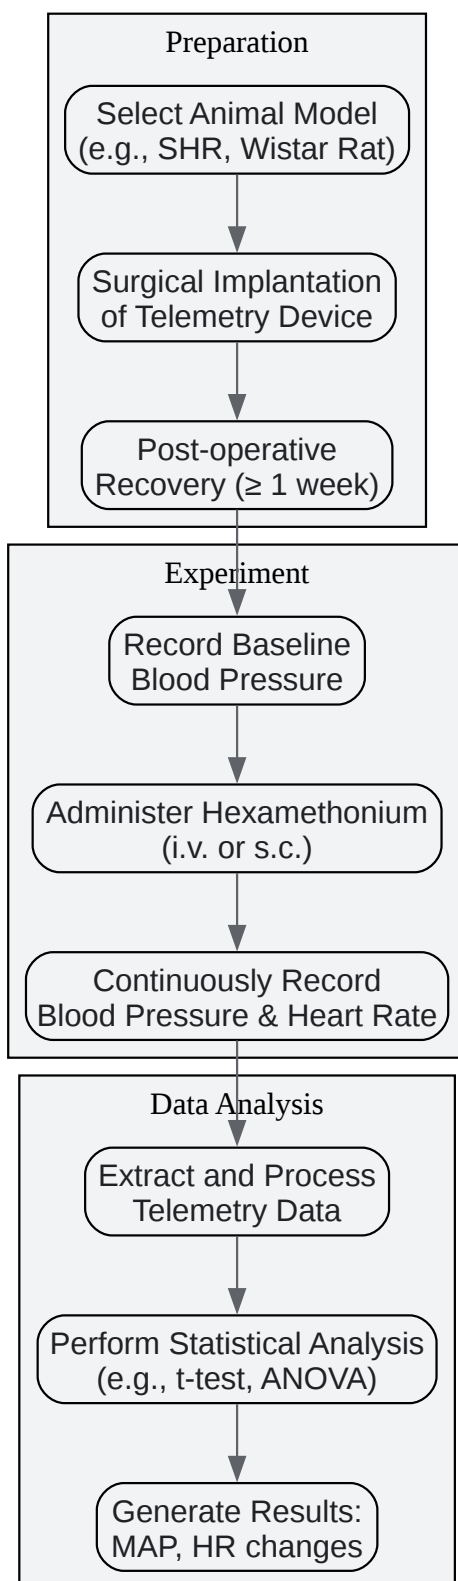 Preparation
Select Animal Model
(e.g., SHR, Wistar Rat)
Surgical Implantation
of Telemetry Device
Post-operative
Recovery (≥ 1 week)
Experiment
Record Baseline
Blood Pressure
Administer Hexamethonium
(i.v. or s.c.)
Continuously Record
Blood Pressure & Heart Rate
Data Analysis
Extract and Process
Telemetry Data
Perform Statistical Analysis
(e.g., t-test, ANOVA)
Generate Results:
MAP, HR changes